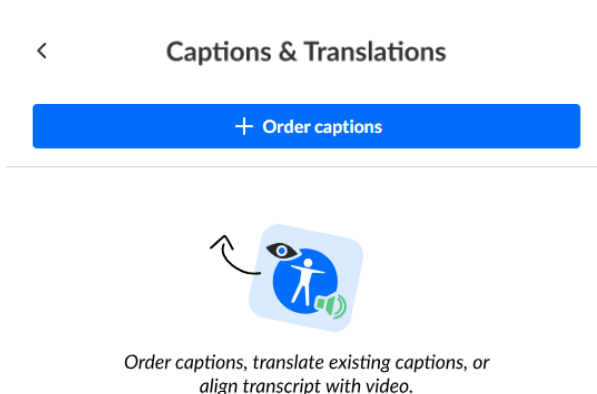 Captions & Translations
+ Order captions
Order captions, translate existing captions, or
align transcript with video.